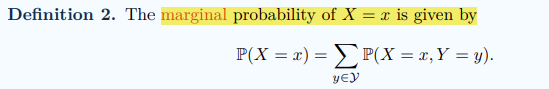 Definition 2. The marginal probability of X = x is given by
ℙ(X = x) = ∑ ℙ(X = x, Y = y).
y∈𝒴